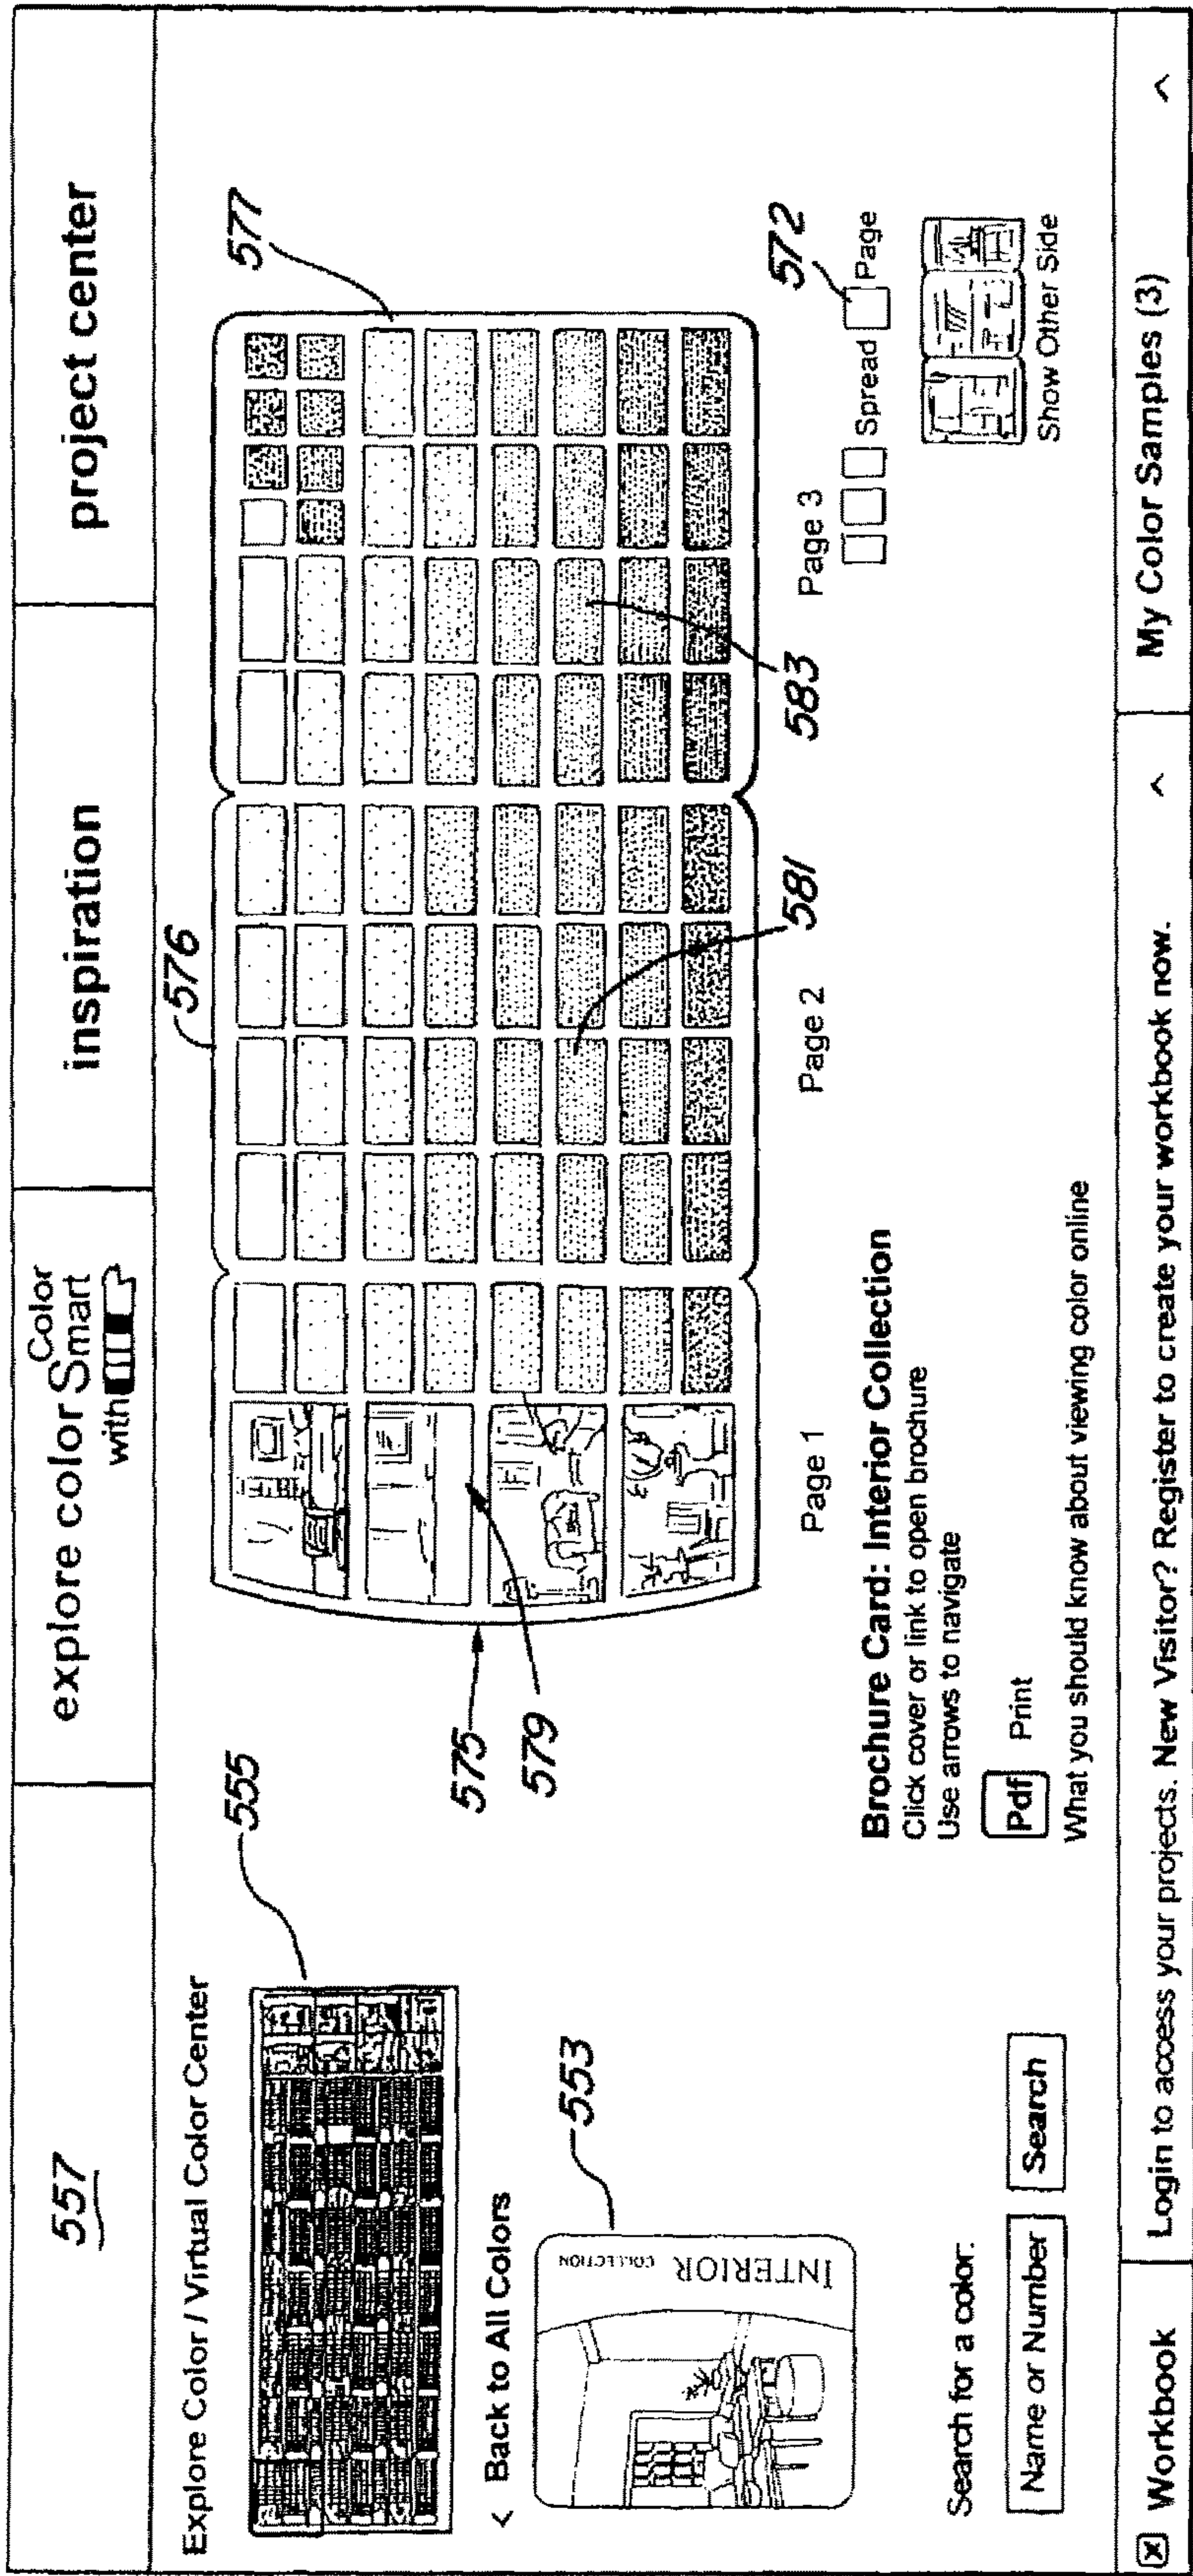 557
explore color
Color
Smart
with
inspiration
project center
Explore Color / Virtual Color Center
555
< Back to All Colors
553
INTERIOR
COLLECTION
Search for a color:
Name or Number
Search
576
577
575
579
581
583
Page 1
Page 2
Page 3
572
Spread
Page
Show Other Side
Brochure Card: Interior Collection
Click cover or link to open brochure
Use arrows to navigate
Pdf
Print
What you should know about viewing color online
Workbook
Login to access your projects. New Visitor? Register to create your workbook now.
My Color Samples (3)